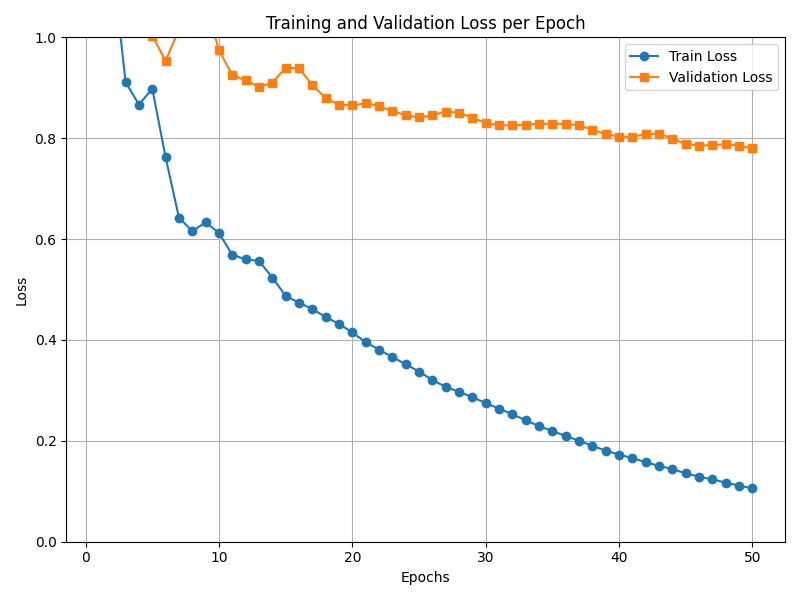 Training and Validation Loss per Epoch
Train Loss
Validation Loss
1.0
0.8
0.6
0.4
0.2
0.0
Loss
0 10 20 30 40 50
Epochs